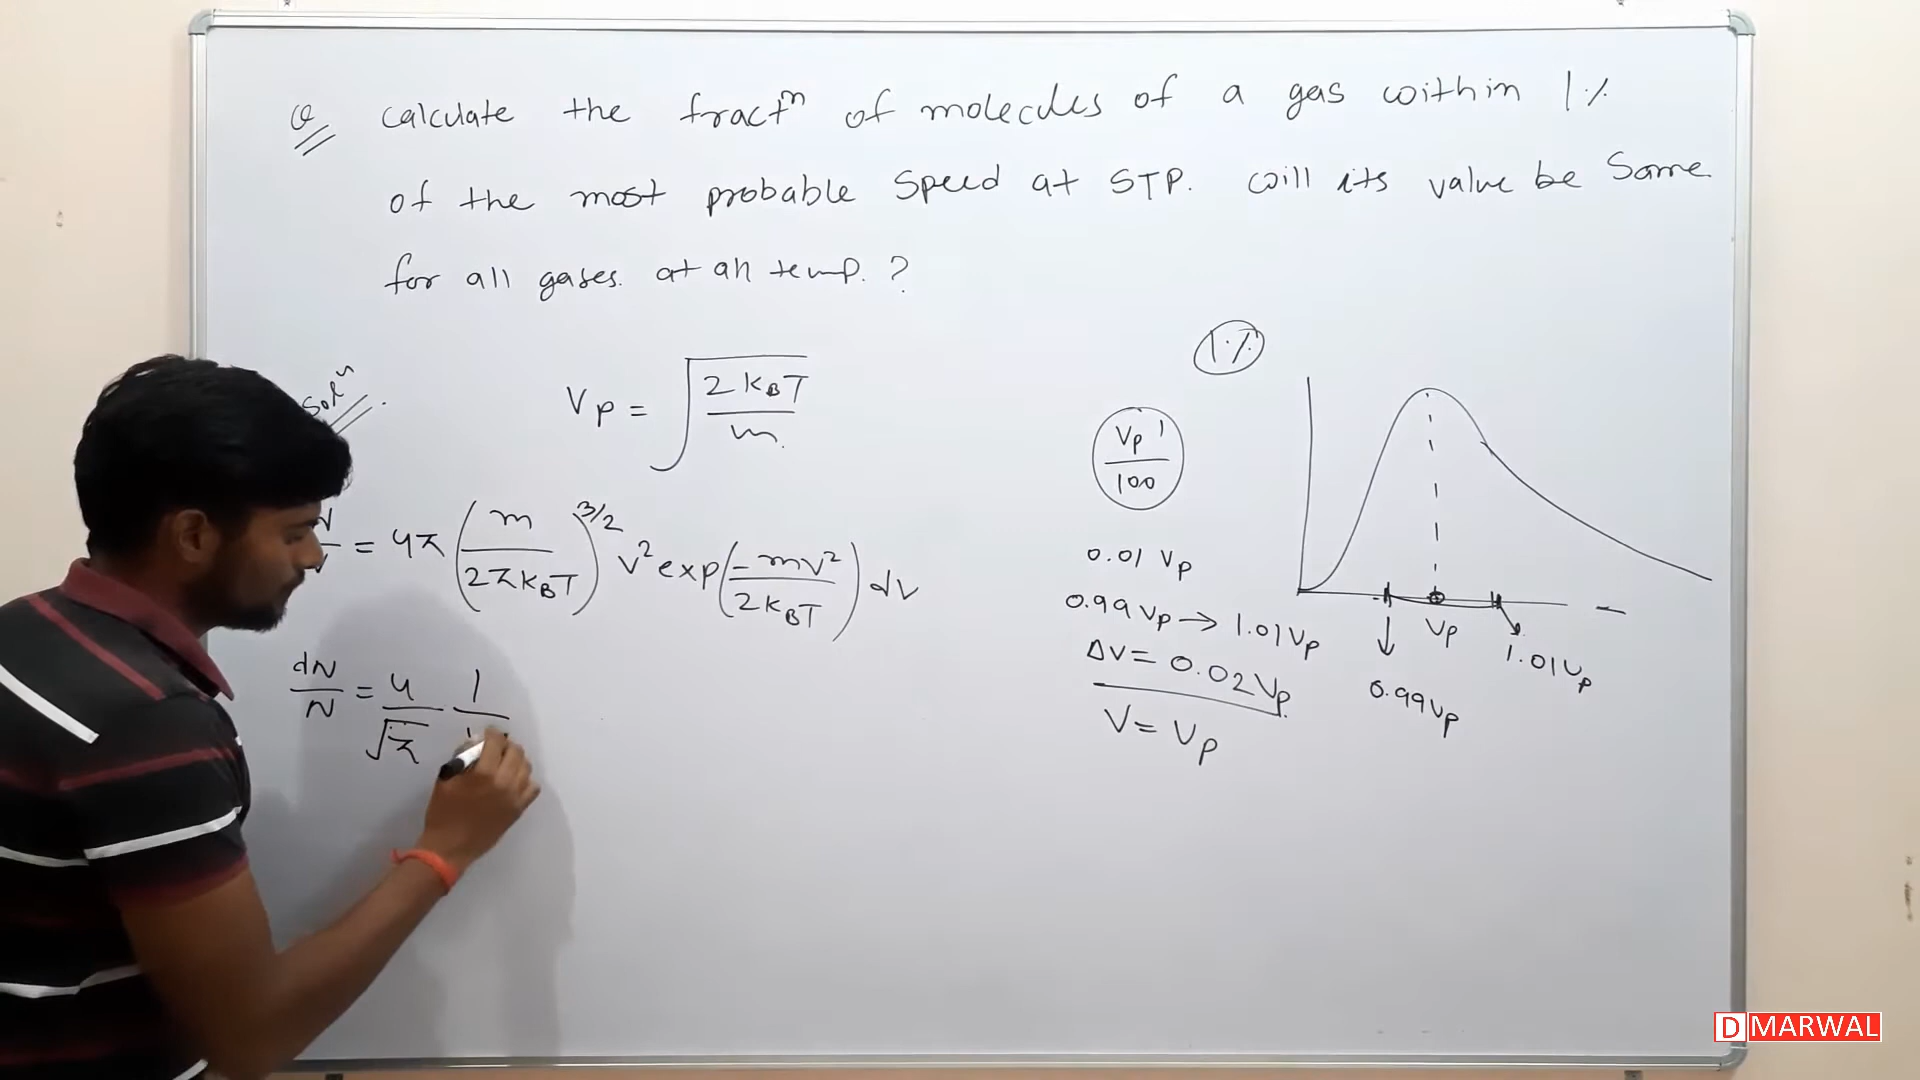 Q Calculate the fractⁿ of molecules of a gas within 1%
of the most probable speed at STP. Will its value be Same
for all gases. at all temp. ?
Solⁿ
Vp = √(2 kBT / m.)
= 4π (m / 2πkBT)^3/2 v² exp(-mv² / 2kBT) dv
dN/N = 4/√π 1/
1%
Vp 1 / 100
0.01 Vp
0.99 Vp → 1.01 Vp
Δv = 0.02 Vp
V = Vp
Vp
1.01 Vp
0.99 Vp
D MARWAL